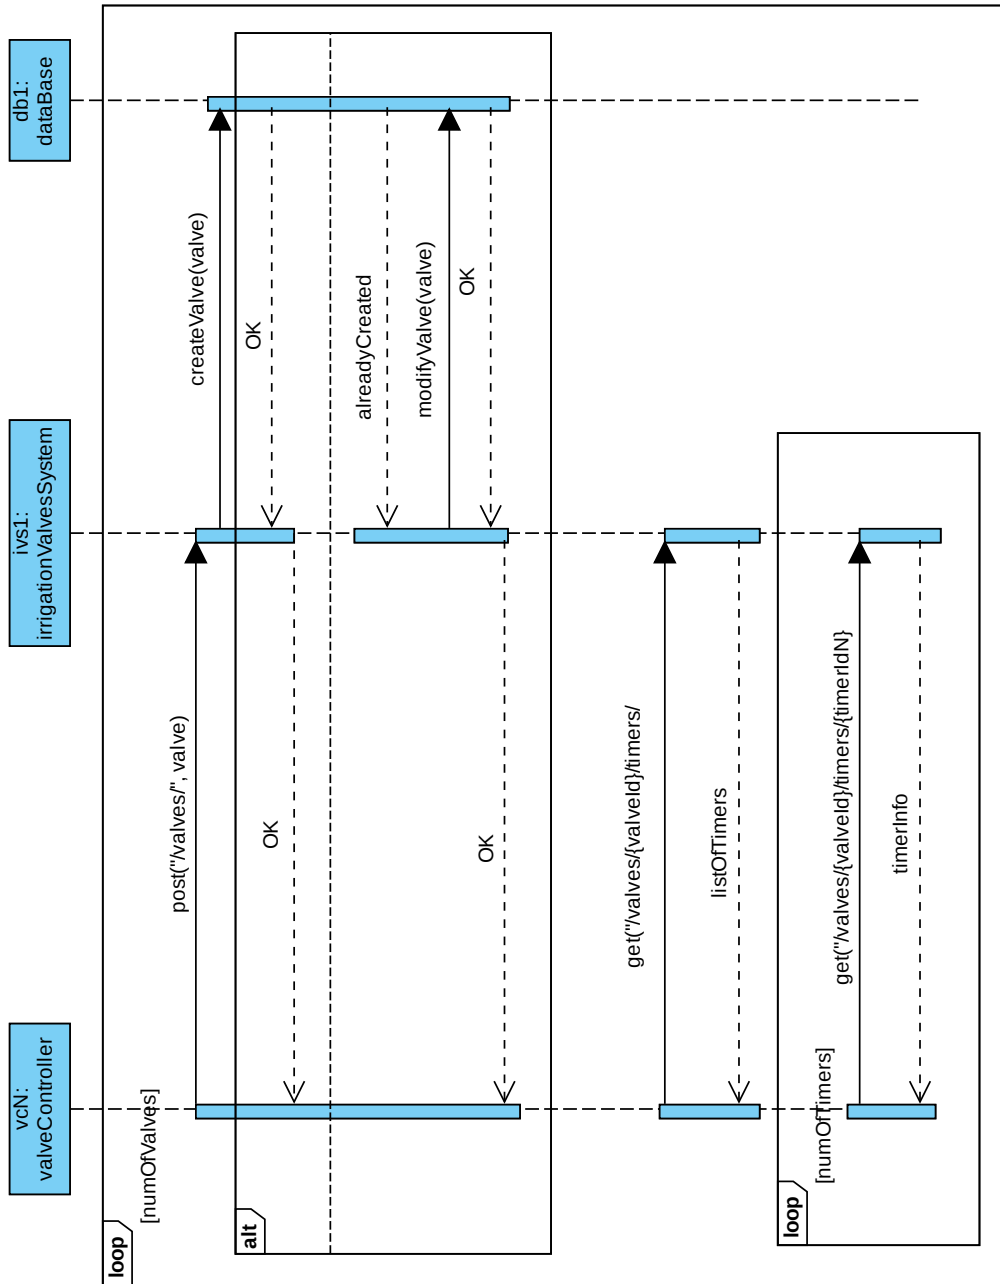 vcN:
valveController
ivs1:
irrigationValvesSystem
db1:
dataBase
loop
[numOfValves]
post("/valves/", valve)
createValve(valve)
alt
OK
OK
alreadyCreated
modifyValve(valve)
OK
OK
get("/valves/{valveId}/timers/
listOfTimers
loop
[numOfTimers]
get("/valves/{valveId}/timers/{timerIdN}
timerInfo